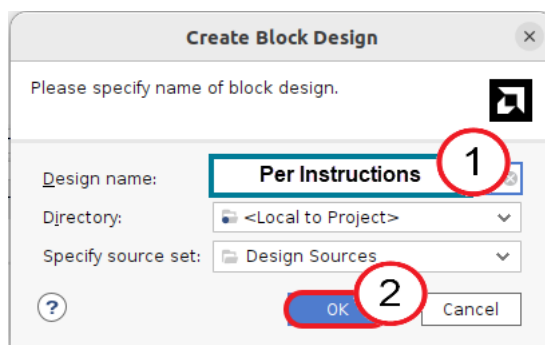 Create Block Design
Please specify name of block design.
Design name: Per Instructions 1
Directory: <Local to Project>
Specify source set: Design Sources
? OK 2 Cancel